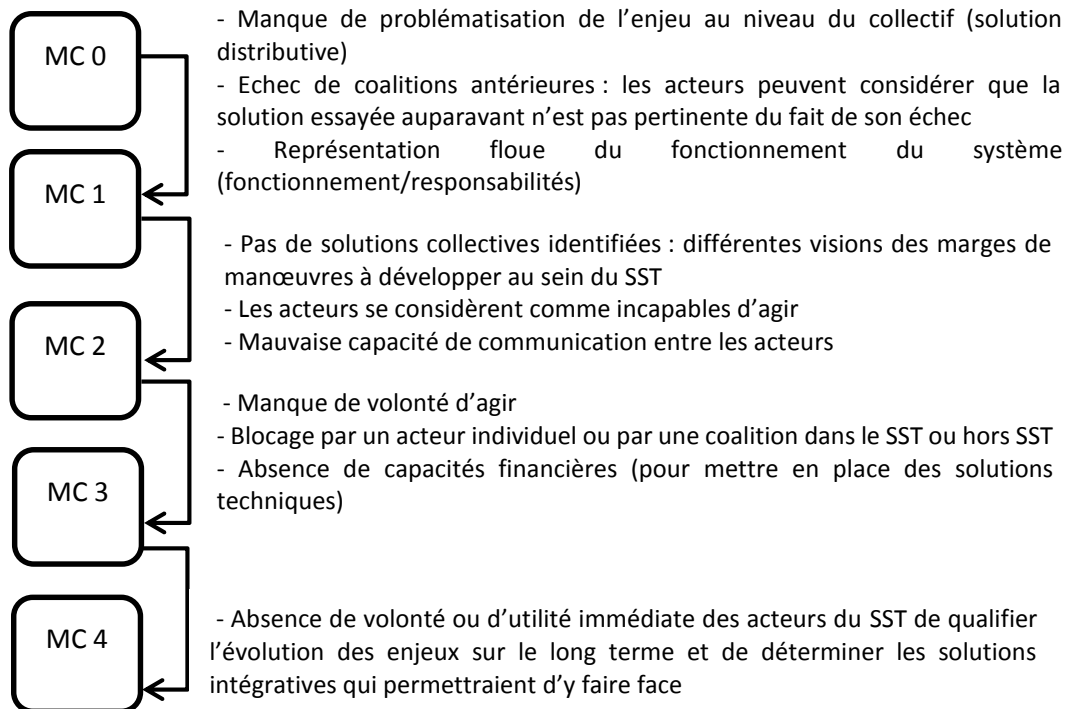 MC 0
- Manque de problématisation de l’enjeu au niveau du collectif (solution
distributive)
- Echec de coalitions antérieures : les acteurs peuvent considérer que la
solution essayée auparavant n’est pas pertinente du fait de son échec
- Représentation floue du fonctionnement du système
(fonctionnement/responsabilités)
MC 1
- Pas de solutions collectives identifiées : différentes visions des marges de
manœuvres à développer au sein du SST
- Les acteurs se considèrent comme incapables d’agir
- Mauvaise capacité de communication entre les acteurs
MC 2
- Manque de volonté d’agir
- Blocage par un acteur individuel ou par une coalition dans le SST ou hors SST
- Absence de capacités financières (pour mettre en place des solutions
techniques)
MC 3
- Absence de volonté ou d’utilité immédiate des acteurs du SST de qualifier
l’évolution des enjeux sur le long terme et de déterminer les solutions
intégratives qui permettraient d’y faire face
MC 4